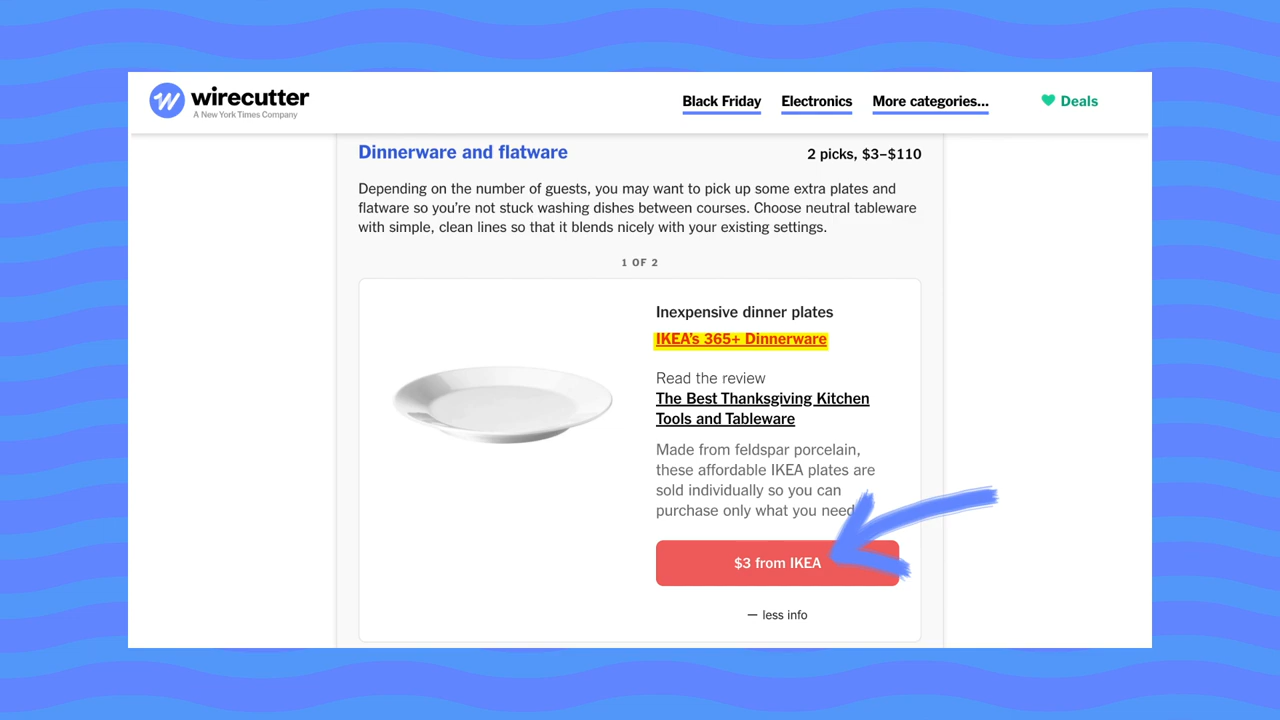 wirecutter
A New York Times Company
Black Friday
Electronics
More categories...
Deals
Dinnerware and flatware
2 picks, $3–$110
Depending on the number of guests, you may want to pick up some extra plates and
flatware so you're not stuck washing dishes between courses. Choose neutral tableware
with simple, clean lines so that it blends nicely with your existing settings.
1 OF 2
Inexpensive dinner plates
IKEA's 365+ Dinnerware
Read the review
The Best Thanksgiving Kitchen
Tools and Tableware
Made from feldspar porcelain,
these affordable IKEA plates are
sold individually so you can
purchase only what you need
$3 from IKEA
— less info